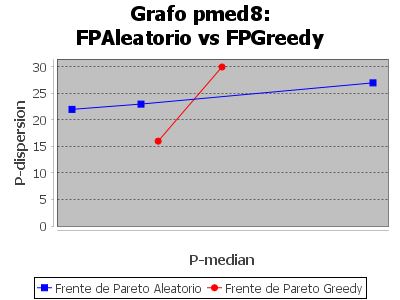 Grafo pmed8:
FPAleatorio vs FPGreedy
P-dispersion
30
25
20
15
10
5
0
P-median
Frente de Pareto Aleatorio
Frente de Pareto Greedy